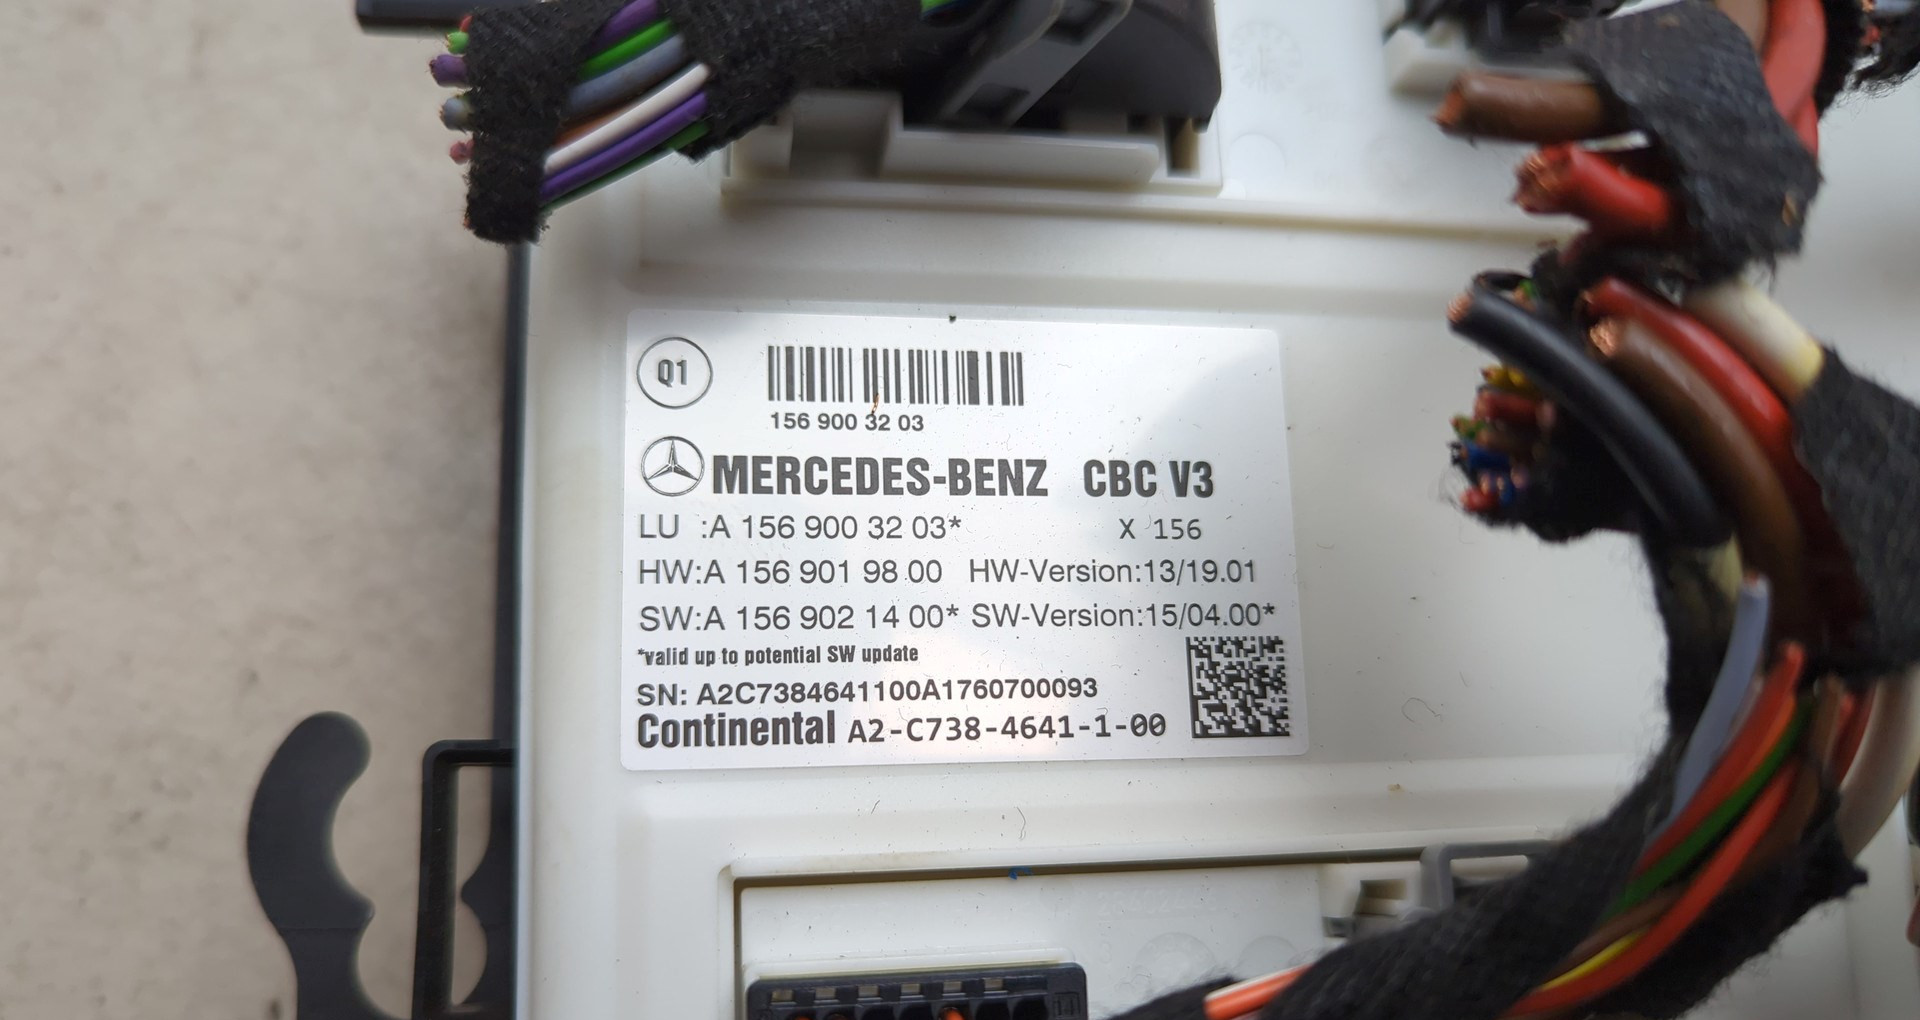 Q1
156 900 32 03
MERCEDES-BENZ CBC V3
LU :A 156 900 32 03* X 156
HW:A 156 901 98 00 HW-Version:13/19.01
SW:A 156 902 14 00* SW-Version:15/04.00*
*valid up to potential SW update
SN: A2C7384641100A1760700093
Continental A2-C738-4641-1-00